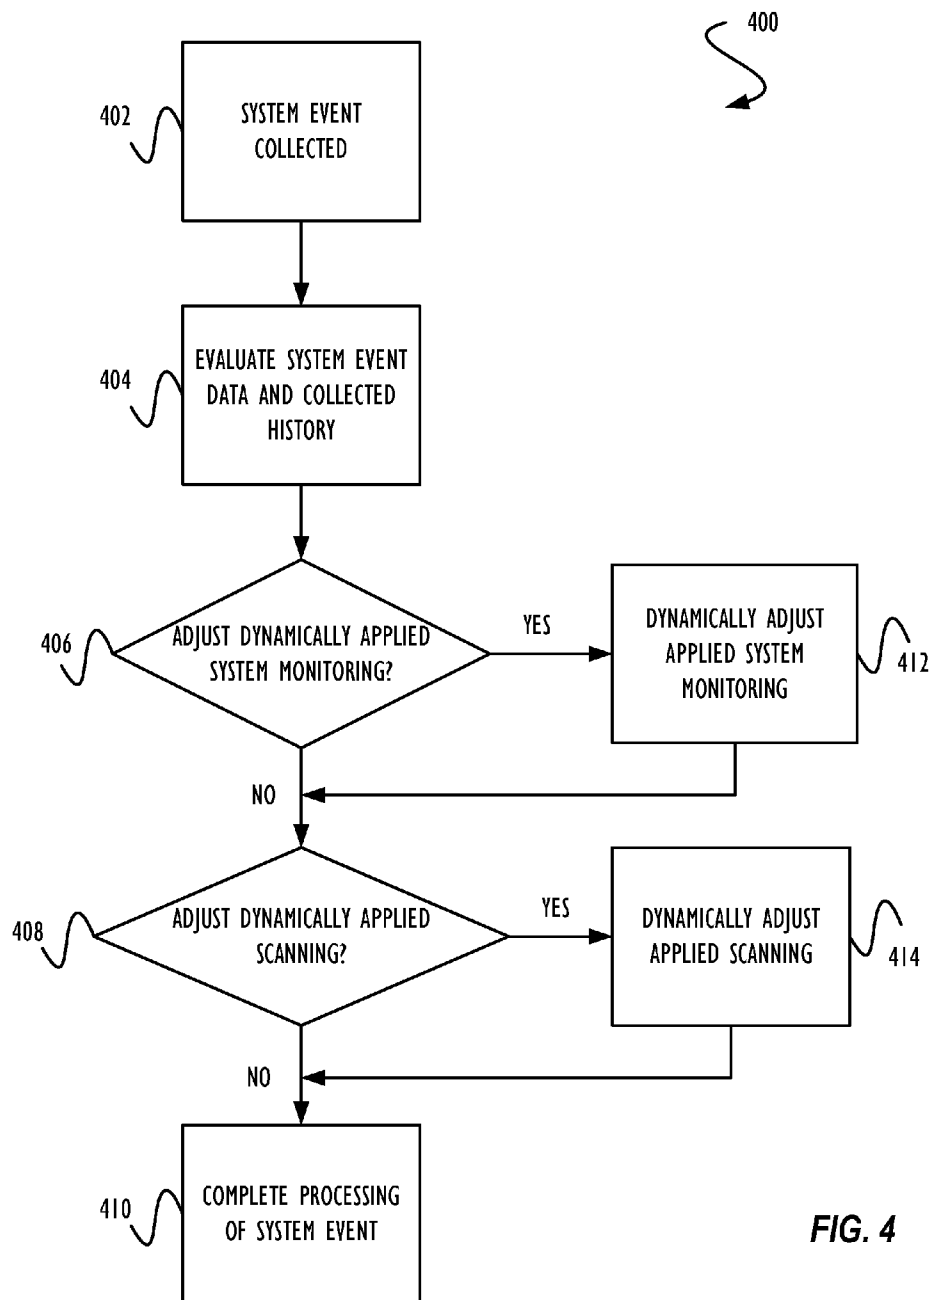 400
402
SYSTEM EVENT
COLLECTED
404
EVALUATE SYSTEM EVENT
DATA AND COLLECTED
HISTORY
406
ADJUST DYNAMICALLY APPLIED
SYSTEM MONITORING?
YES
DYNAMICALLY ADJUST
APPLIED SYSTEM
MONITORING
412
NO
408
ADJUST DYNAMICALLY APPLIED
SCANNING?
YES
DYNAMICALLY ADJUST
APPLIED SCANNING
414
NO
410
COMPLETE PROCESSING
OF SYSTEM EVENT
FIG. 4